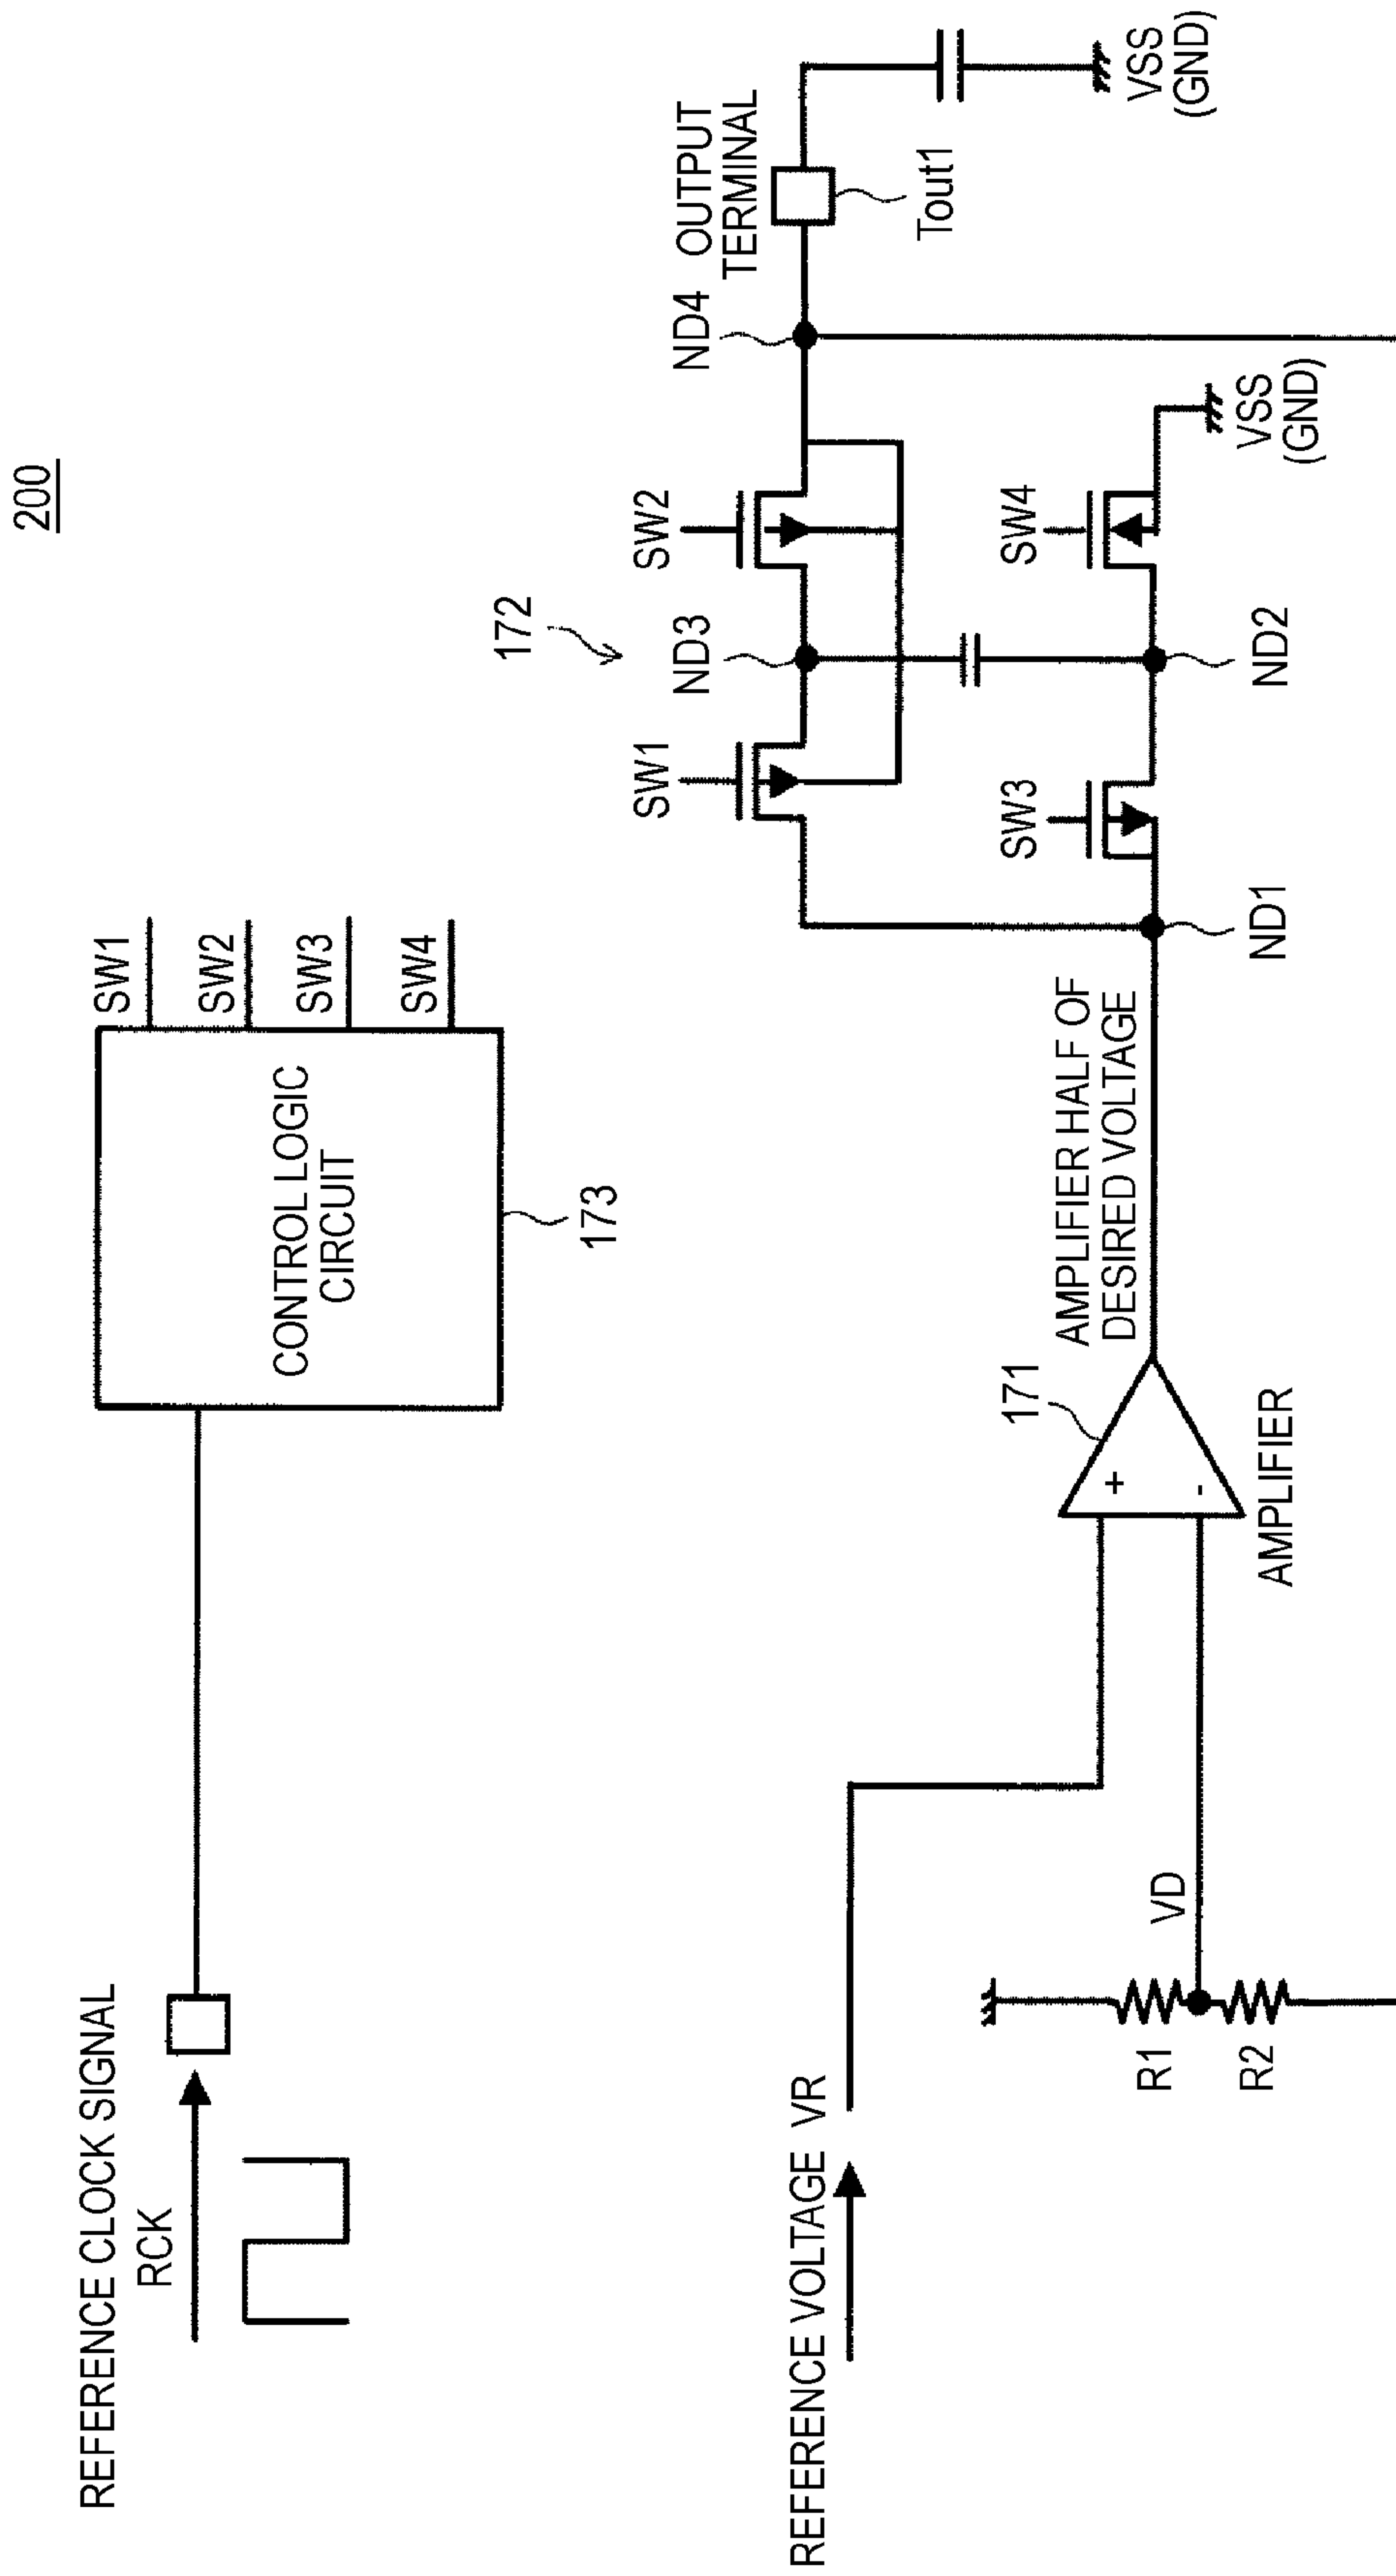 200
REFERENCE CLOCK SIGNAL
RCK
CONTROL LOGIC
CIRCUIT
173
SW1
SW2
SW3
SW4
172
SW1
ND3
SW2
ND4
OUTPUT
TERMINAL
Tout1
VSS
(GND)
REFERENCE VOLTAGE VR
171
+
-
AMPLIFIER
AMPLIFIER HALF OF
DESIRED VOLTAGE
ND1
SW3
ND2
SW4
VSS
(GND)
VD
R1
R2